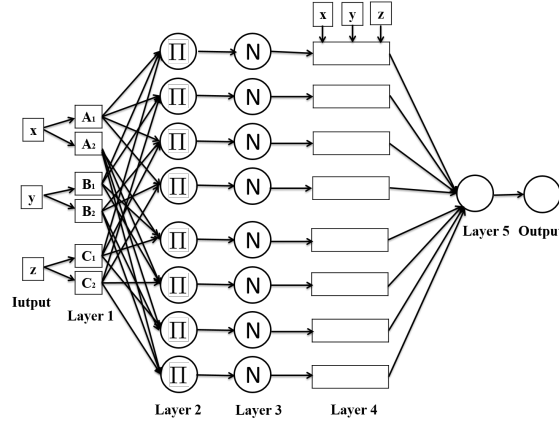 x y z
∏ N
∏ N
A1
x
∏ N
A2
B1
∏ N
y
B2
∏ N
Layer 5 Output
C1
z
C2
∏ N
Iutput
Layer 1
∏ N
∏ N
Layer 2 Layer 3 Layer 4